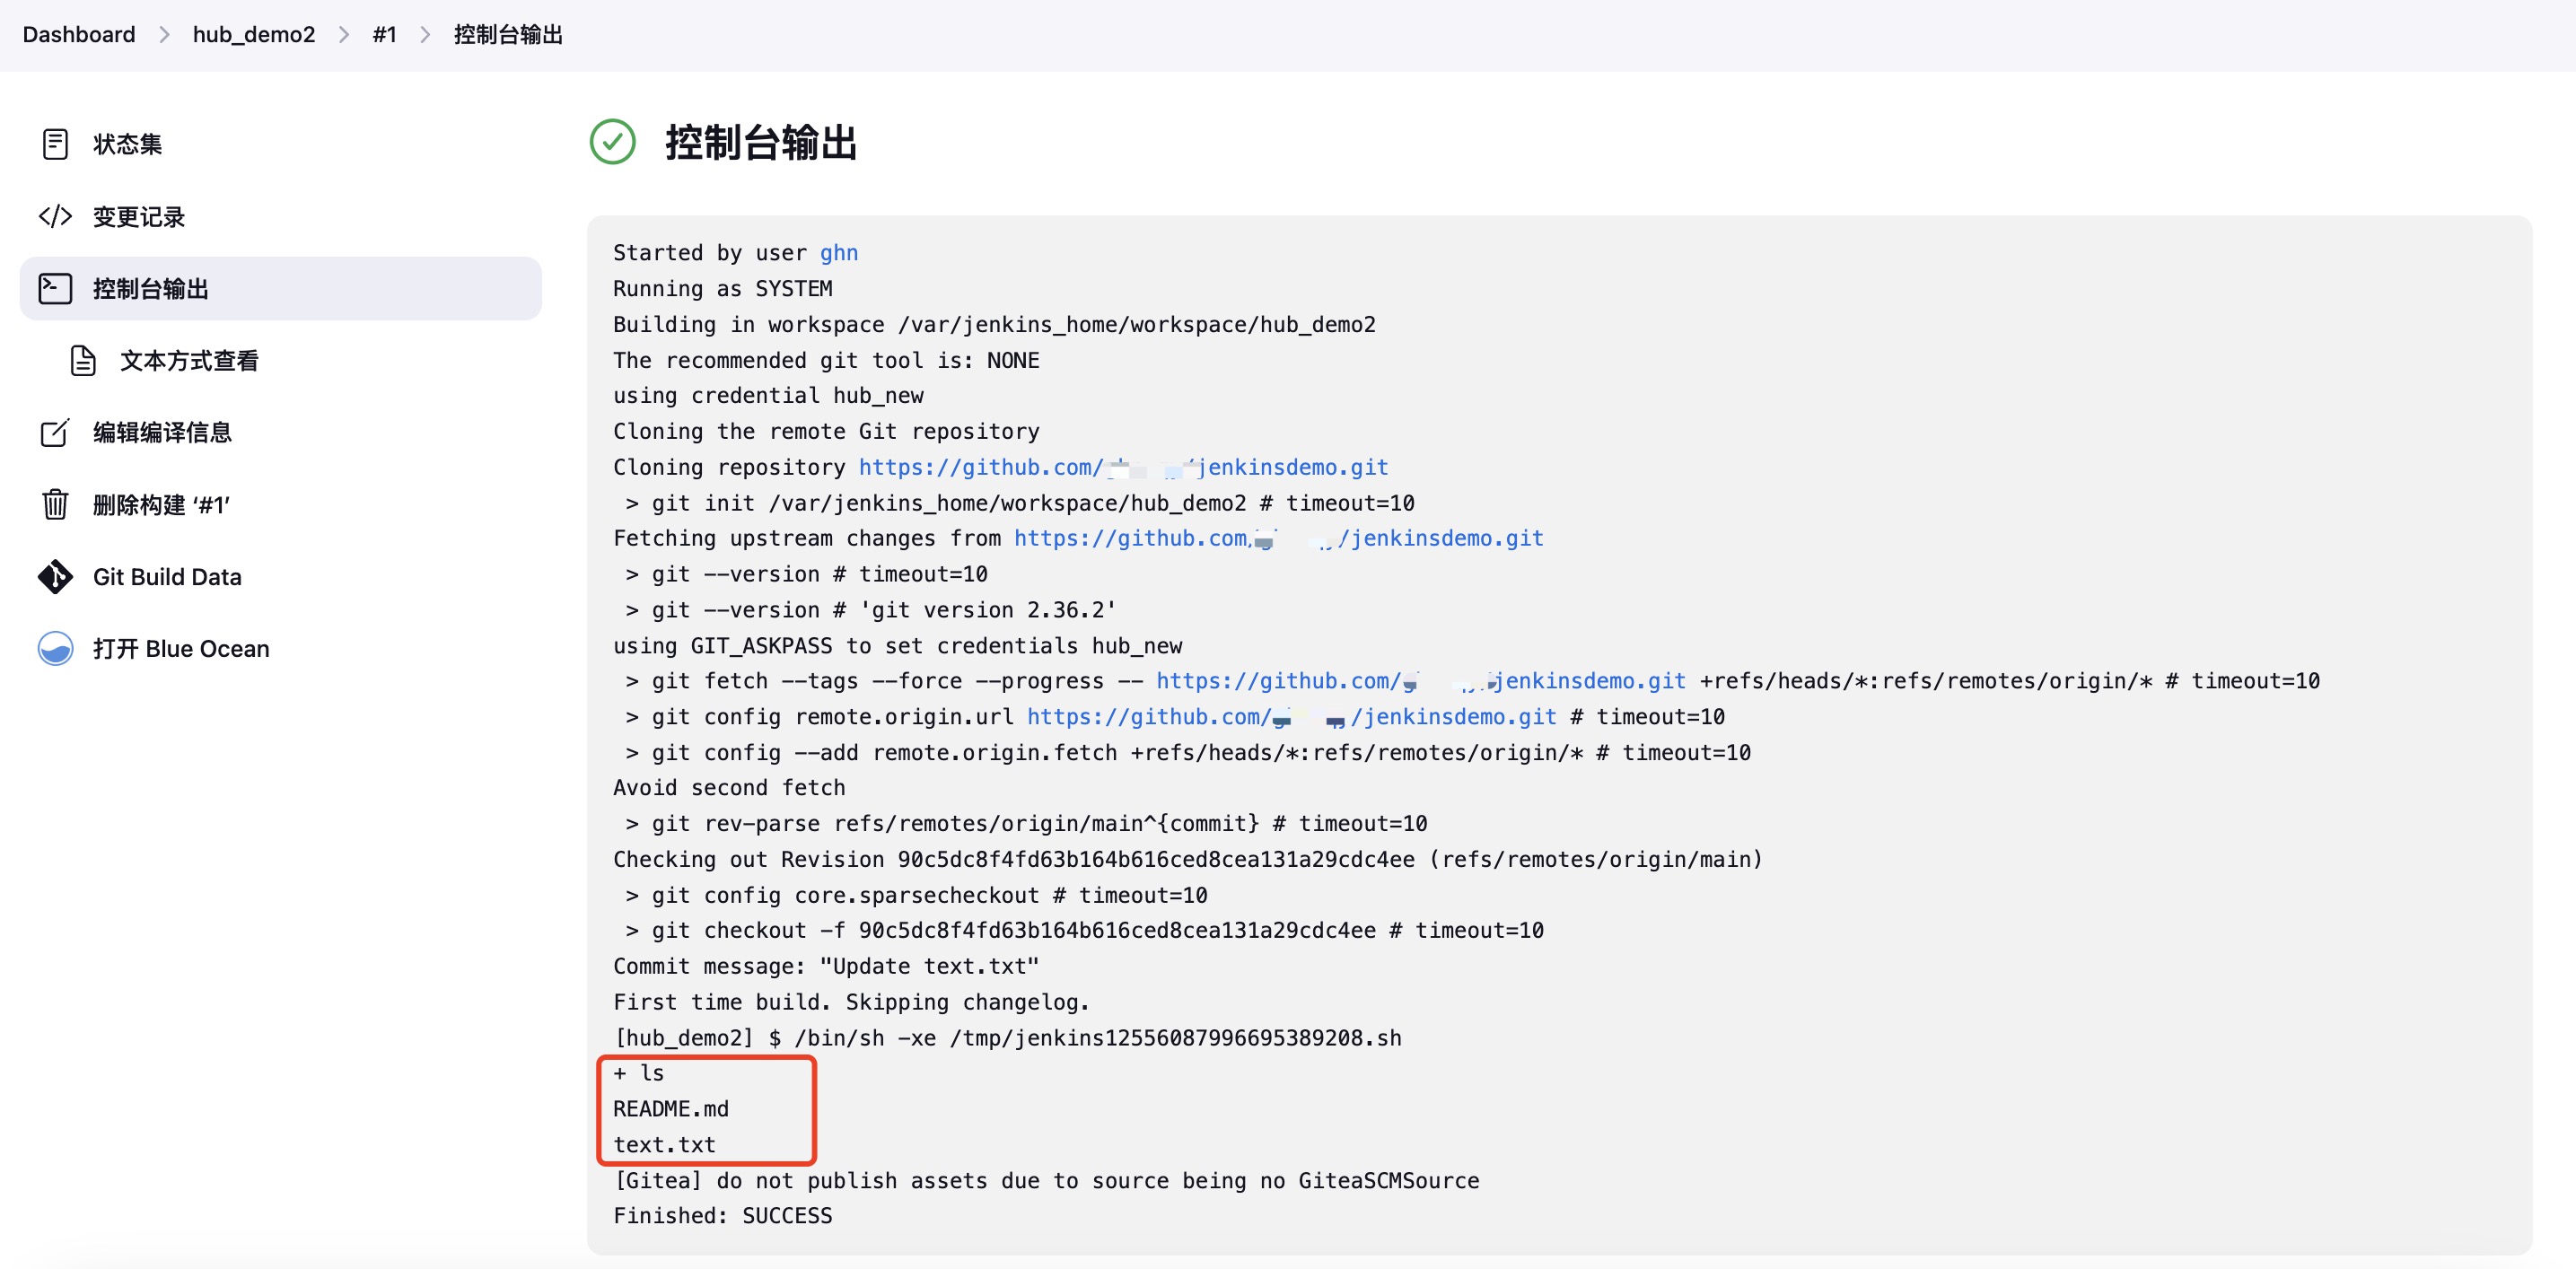 Dashboard > hub_demo2 > #1 > 控制台输出
状态集
变更记录
控制台输出
文本方式查看
编辑编译信息
删除构建 ‘#1’
Git Build Data
打开 Blue Ocean
控制台输出
Started by user ghn
Running as SYSTEM
Building in workspace /var/jenkins_home/workspace/hub_demo2
The recommended git tool is: NONE
using credential hub_new
Cloning the remote Git repository
Cloning repository https://github.com/ /jenkinsdemo.git
 > git init /var/jenkins_home/workspace/hub_demo2 # timeout=10
Fetching upstream changes from https://github.com/ /jenkinsdemo.git
 > git --version # timeout=10
 > git --version # 'git version 2.36.2'
using GIT_ASKPASS to set credentials hub_new
 > git fetch --tags --force --progress -- https://github.com/ /jenkinsdemo.git +refs/heads/*:refs/remotes/origin/* # timeout=10
 > git config remote.origin.url https://github.com/ /jenkinsdemo.git # timeout=10
 > git config --add remote.origin.fetch +refs/heads/*:refs/remotes/origin/* # timeout=10
Avoid second fetch
 > git rev-parse refs/remotes/origin/main^{commit} # timeout=10
Checking out Revision 90c5dc8f4fd63b164b616ced8cea131a29cdc4ee (refs/remotes/origin/main)
 > git config core.sparsecheckout # timeout=10
 > git checkout -f 90c5dc8f4fd63b164b616ced8cea131a29cdc4ee # timeout=10
Commit message: "Update text.txt"
First time build. Skipping changelog.
[hub_demo2] $ /bin/sh -xe /tmp/jenkins12556087996695389208.sh
+ ls
README.md
text.txt
[Gitea] do not publish assets due to source being no GiteaSCMSource
Finished: SUCCESS